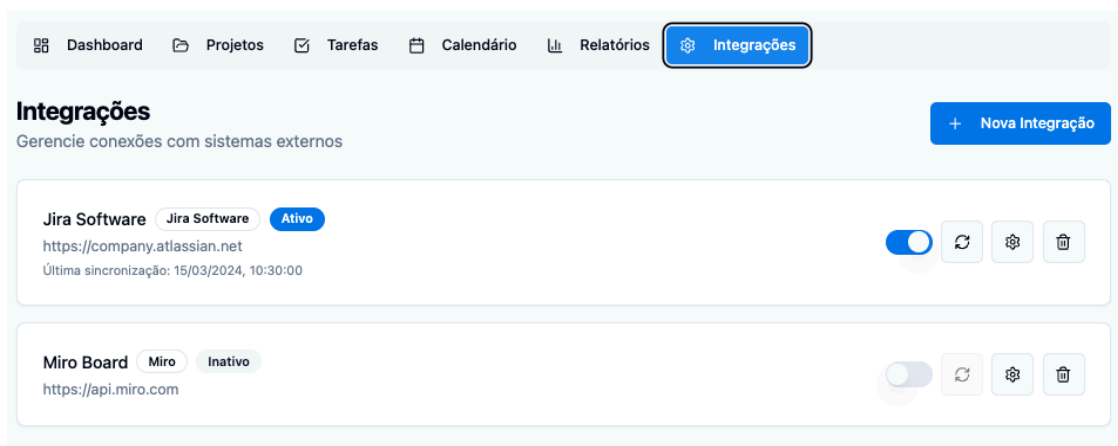 Dashboard Projetos Tarefas Calendário Relatórios Integrações
Integrações
Gerencie conexões com sistemas externos
+ Nova Integração
Jira Software Jira Software Ativo
https://company.atlassian.net
Última sincronização: 15/03/2024, 10:30:00
Miro Board Miro Inativo
https://api.miro.com